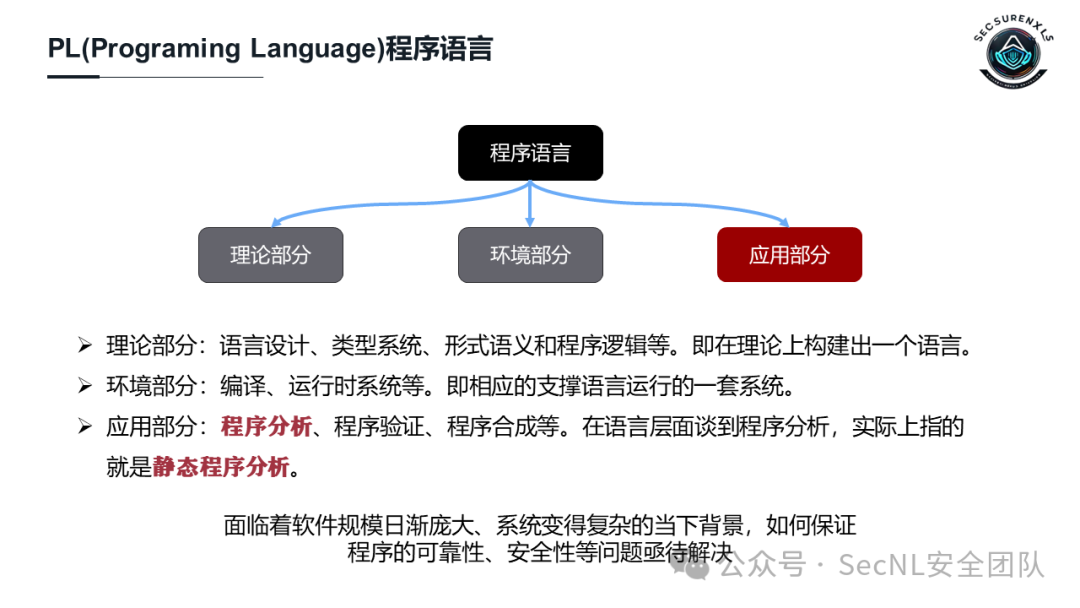 PL(Programing Language)程序语言
SECSURENXLS
程序语言
理论部分
环境部分
应用部分
➢ 理论部分：语言设计、类型系统、形式语义和程序逻辑等。即在理论上构建出一个语言。
➢ 环境部分：编译、运行时系统等。即相应的支撑语言运行的一套系统。
➢ 应用部分：程序分析、程序验证、程序合成等。在语言层面谈到程序分析，实际上指的
就是静态程序分析。
面临着软件规模日渐庞大、系统变得复杂的当下背景，如何保证
程序的可靠性、安全性等问题亟待解决
公众号 · SecNL安全团队